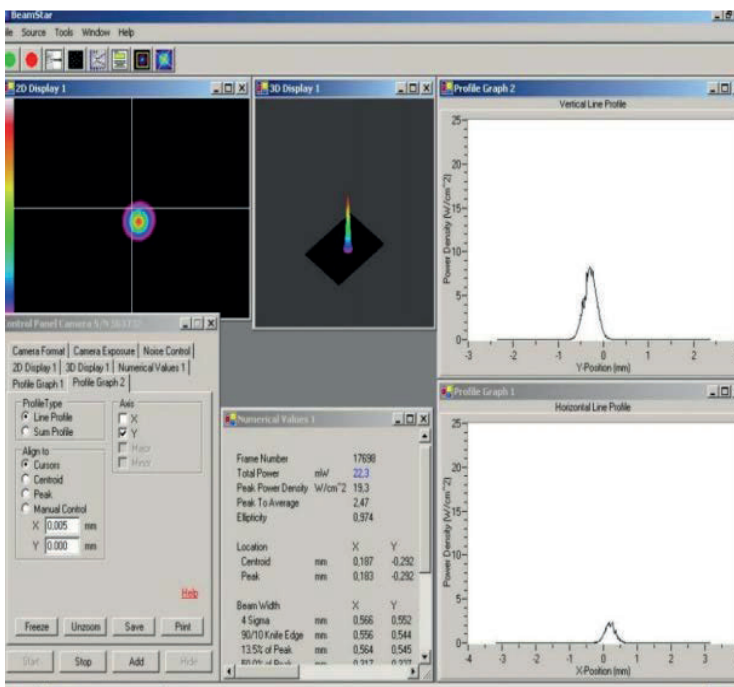 BeamStar
Source Tools Window Help
2D Display 1
3D Display 1
Profile Graph 2
Vertical Line Profile
25
20
15
10
5
0
Power Density (W/cm^2)
-3 -2 -1 0 1 2
Y-Position (mm)
Control Panel Camera S/N
Camera Format Camera Exposure Noise Control
2D Display 1 3D Display 1 Numerical Values 1
Profile Graph 1 Profile Graph 2
ProfileType
Line Profile
Sum Profile
Axis
X
Y
Major
Minor
Align to
Cursors
Centroid
Peak
Manual Control
X 0.005 mm
Y 0.000 mm
Help
Freeze Unzoom Save Print
Start Stop Add Hide
Numerical Values 1
Frame Number 17698
Total Power mW 22,3
Peak Power Density W/cm^2 19,3
Peak To Average 2,47
Ellipticity 0,974
Location X Y
Centroid mm 0,187 -0,292
Peak mm 0,183 -0,292
Beam Width X Y
4 Sigma mm 0,566 0,552
90/10 Knife Edge mm 0,556 0,544
13.5% of Peak mm 0,564 0,545
Profile Graph 1
Horizontal Line Profile
25
20
15
10
5
0
Power Density (W/cm^2)
-4 -3 -2 -1 0 1 2 3 4
X-Position (mm)